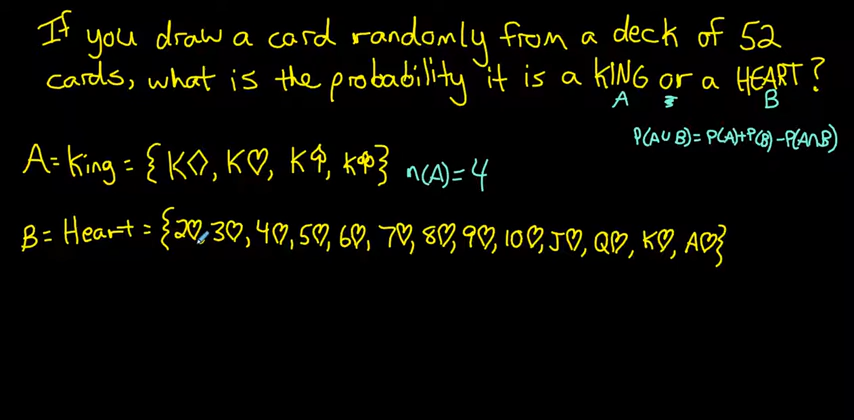 If you draw a card randomly from a deck of 52
cards, what is the probability it is a KING or a HEART?
A B
P(A∪B) = P(A)+P(B) - P(A∩B)
A = King = {K♢, K♡, K♤, K♧} n(A) = 4
B = Heart = {2♡, 3♡, 4♡, 5♡, 6♡, 7♡, 8♡, 9♡, 10♡, J♡, Q♡, K♡, A♡}